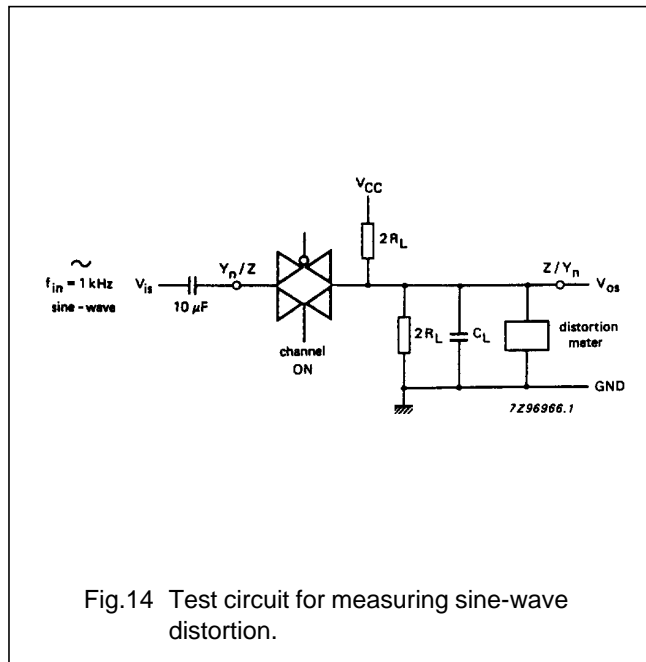 V_CC
2R_L
∼
f_in = 1 kHz
sine - wave
V_is
10 μF
Y_n/Z
channel
ON
2R_L
C_L
Z/Y_n
V_os
distortion
meter
GND
7Z96966.1
Fig.14 Test circuit for measuring sine-wave
distortion.